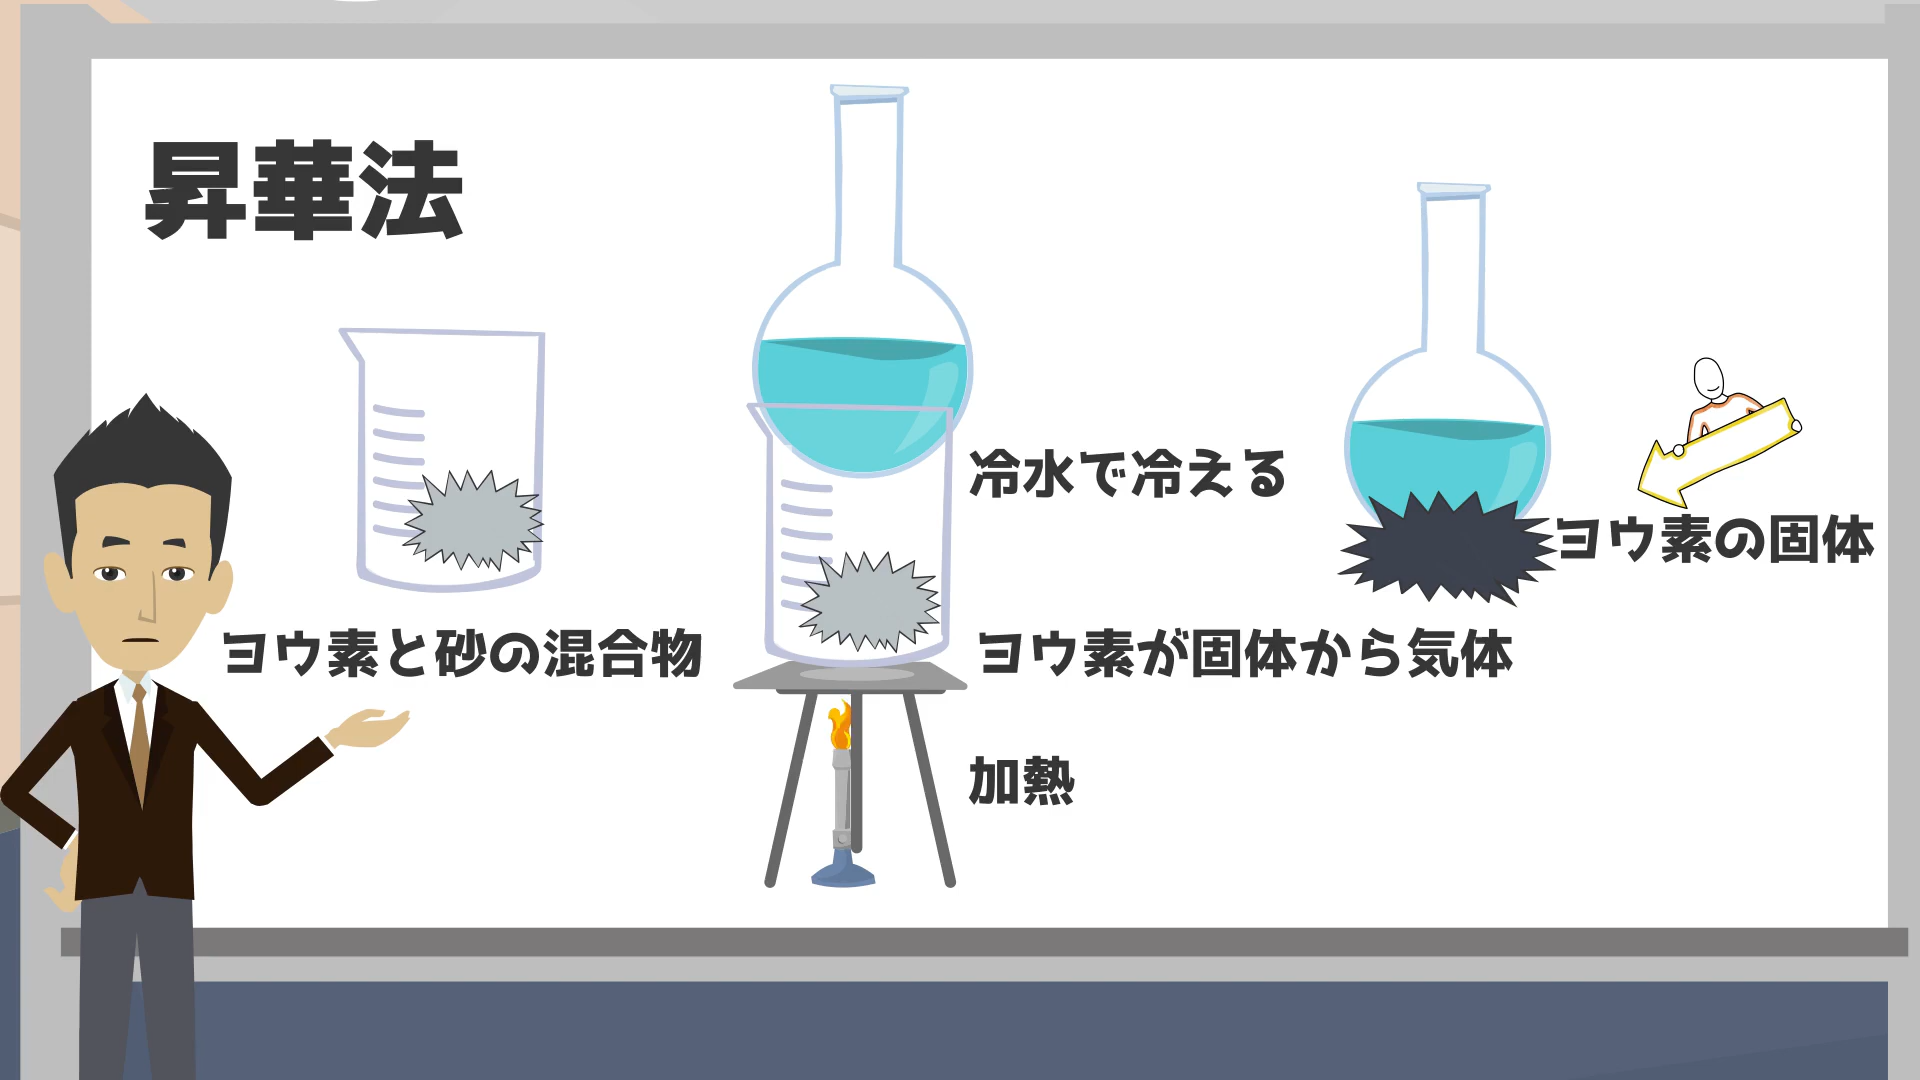 昇華法
冷水で冷える
ヨウ素の固体
ヨウ素と砂の混合物
ヨウ素が固体から気体
加熱